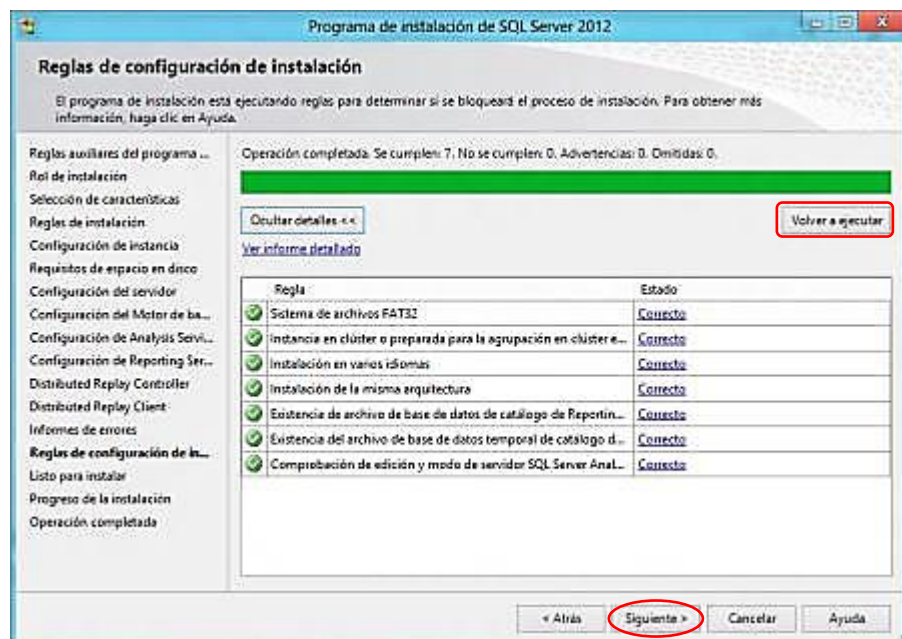 Programa de instalación de SQL Server 2012
Reglas de configuración de instalación
El programa de instalación está ejecutando reglas para determinar si se bloqueará el proceso de instalación. Para obtener más
información, haga clic en Ayuda.
Reglas auxiliares del programa ...
Rol de instalación
Selección de características
Reglas de instalación
Configuración de instancia
Requisitos de espacio en disco
Configuración del servidor
Configuración del Motor de ba...
Configuración de Analysis Servi...
Configuración de Reporting Ser...
Distributed Replay Controller
Distributed Replay Client
Informes de errores
Reglas de configuración de in...
Listo para instalar
Progreso de la instalación
Operación completada
Operación completada. Se cumplen: 7. No se cumplen: 0. Advertencias: 0. Omitidas: 0.
Ocultar detalles <<
Volver a ejecutar
Ver informe detallado
Regla Estado
Sistema de archivos FAT32 Correcto
Instancia en clúster o preparada para la agrupación en clúster e... Correcto
Instalación en varios idiomas Correcto
Instalación de la misma arquitectura Correcto
Existencia de archivo de base de datos de catálogo de Reportin... Correcto
Existencia del archivo de base de datos temporal de catálogo d... Correcto
Comprobación de edición y modo de servidor SQL Server Anal... Correcto
< Atrás Siguiente > Cancelar Ayuda